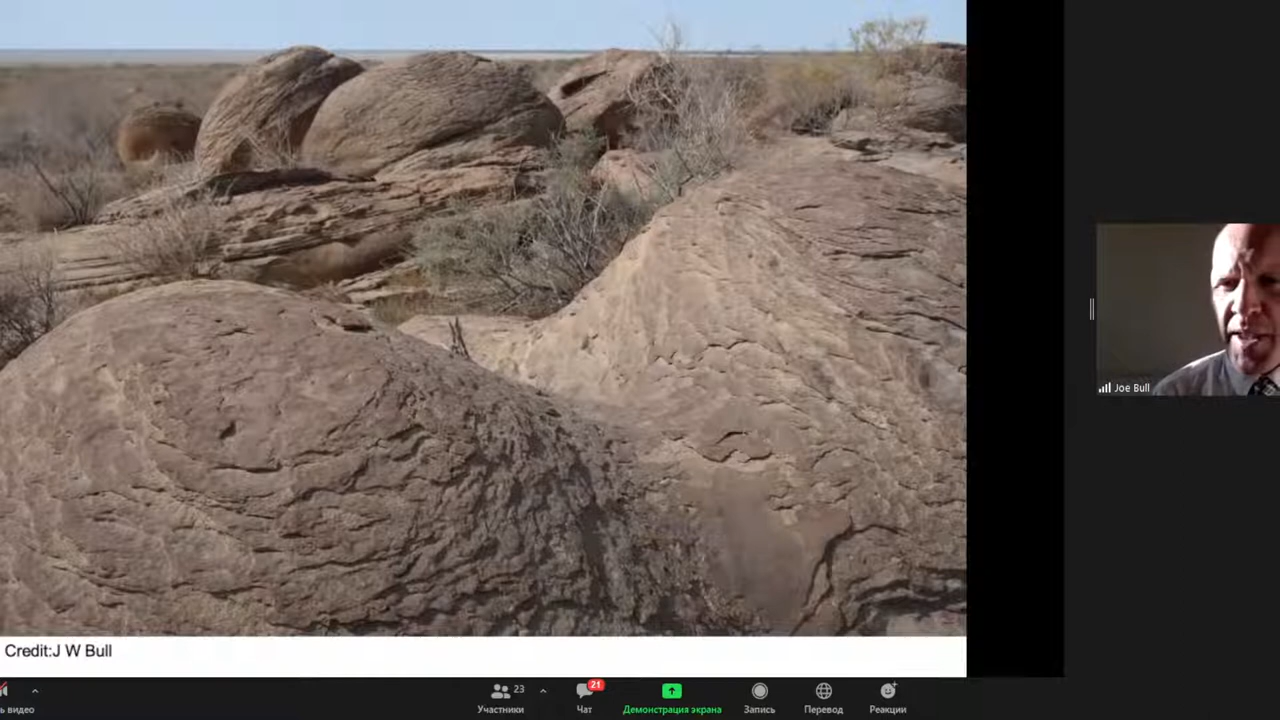 Joe Bull
Credit:J W Bull
ь видео
23
Участники
21
Чат
Демонстрация экрана
Запись
Перевод
Реакции